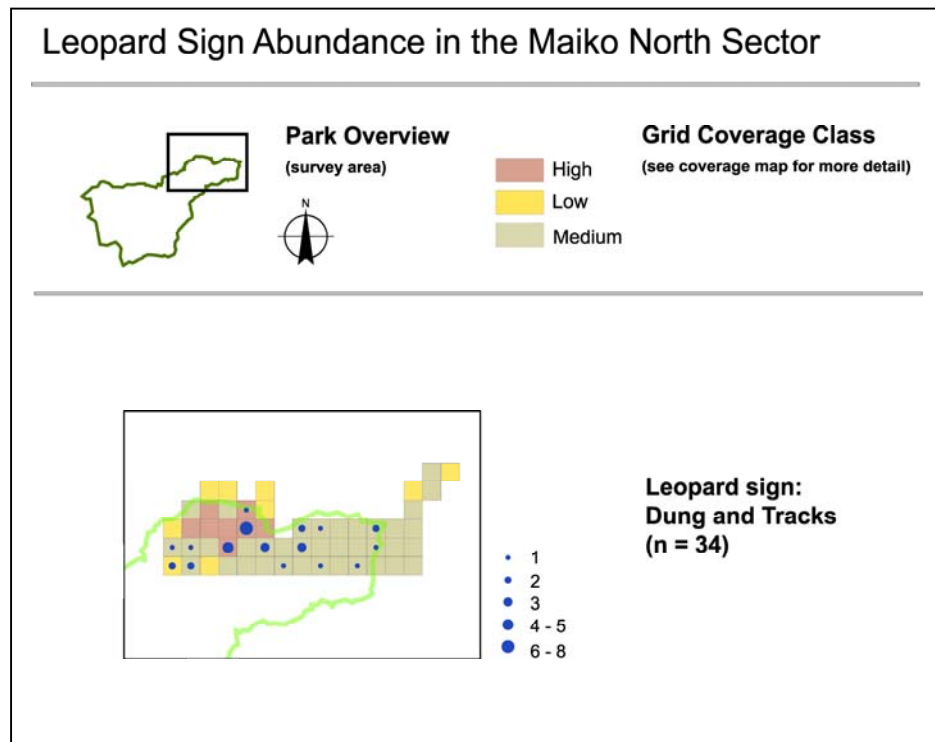 Leopard Sign Abundance in the Maiko North Sector
Park Overview
(survey area)
N
Grid Coverage Class
(see coverage map for more detail)
High
Low
Medium
Leopard sign:
Dung and Tracks
(n = 34)
1
2
3
4 - 5
6 - 8